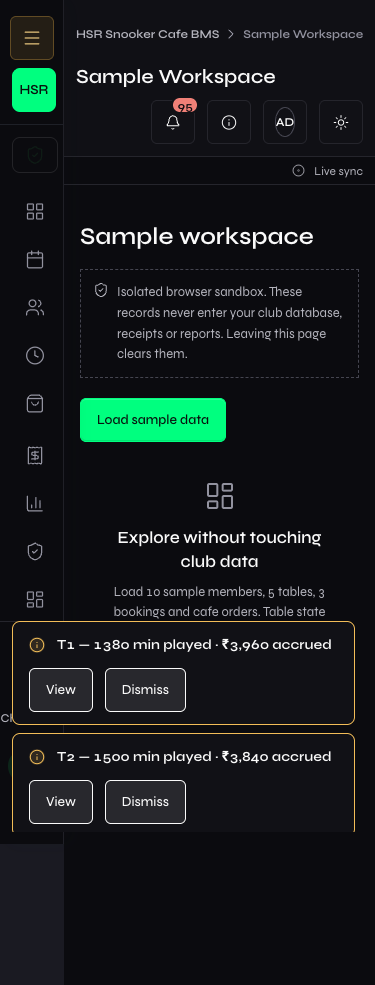 HSR Snooker Cafe BMS > Sample Workspace
HSR
Sample Workspace
95
AD
Live sync
Sample workspace
Isolated browser sandbox. These
records never enter your club database,
receipts or reports. Leaving this page
clears them.
Load sample data
Explore without touching
club data
Load 10 sample members, 5 tables, 3
bookings and cafe orders. Table state
T1 — 1380 min played · ₹3,960 accrued
View
Dismiss
T2 — 1500 min played · ₹3,840 accrued
View
Dismiss